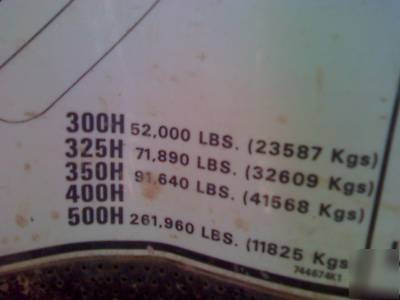 300H 52,000 LBS. (23587 Kgs)
325H 71,890 LBS. (32609 Kgs)
350H 91,640 LBS. (41568 Kgs)
400H
500H 261,960 LBS. (11825 Kgs
744674K1